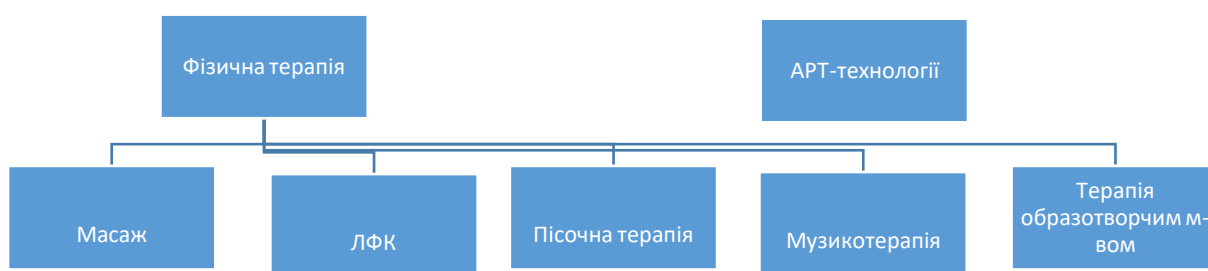 Фізична терапія
АРТ-технології
Масаж
ЛФК
Пісочна терапія
Музикотерапія
Терапія
образотворчим м-
вом